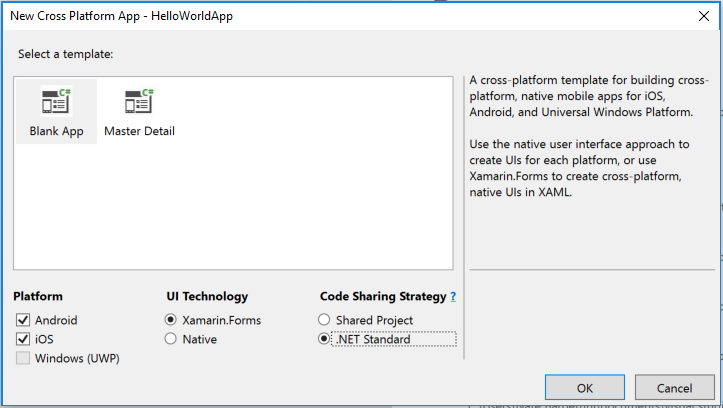 New Cross Platform App - HelloWorldApp
Select a template:
C#
Blank App
C#
Master Detail
A cross-platform template for building cross-
platform, native mobile apps for iOS,
Android, and Universal Windows Platform.
Use the native user interface approach to
create UIs for each platform, or use
Xamarin.Forms to create cross-platform,
native UIs in XAML.
Platform
Android
iOS
Windows (UWP)
UI Technology
Xamarin.Forms
Native
Code Sharing Strategy ?
Shared Project
.NET Standard
OK
Cancel